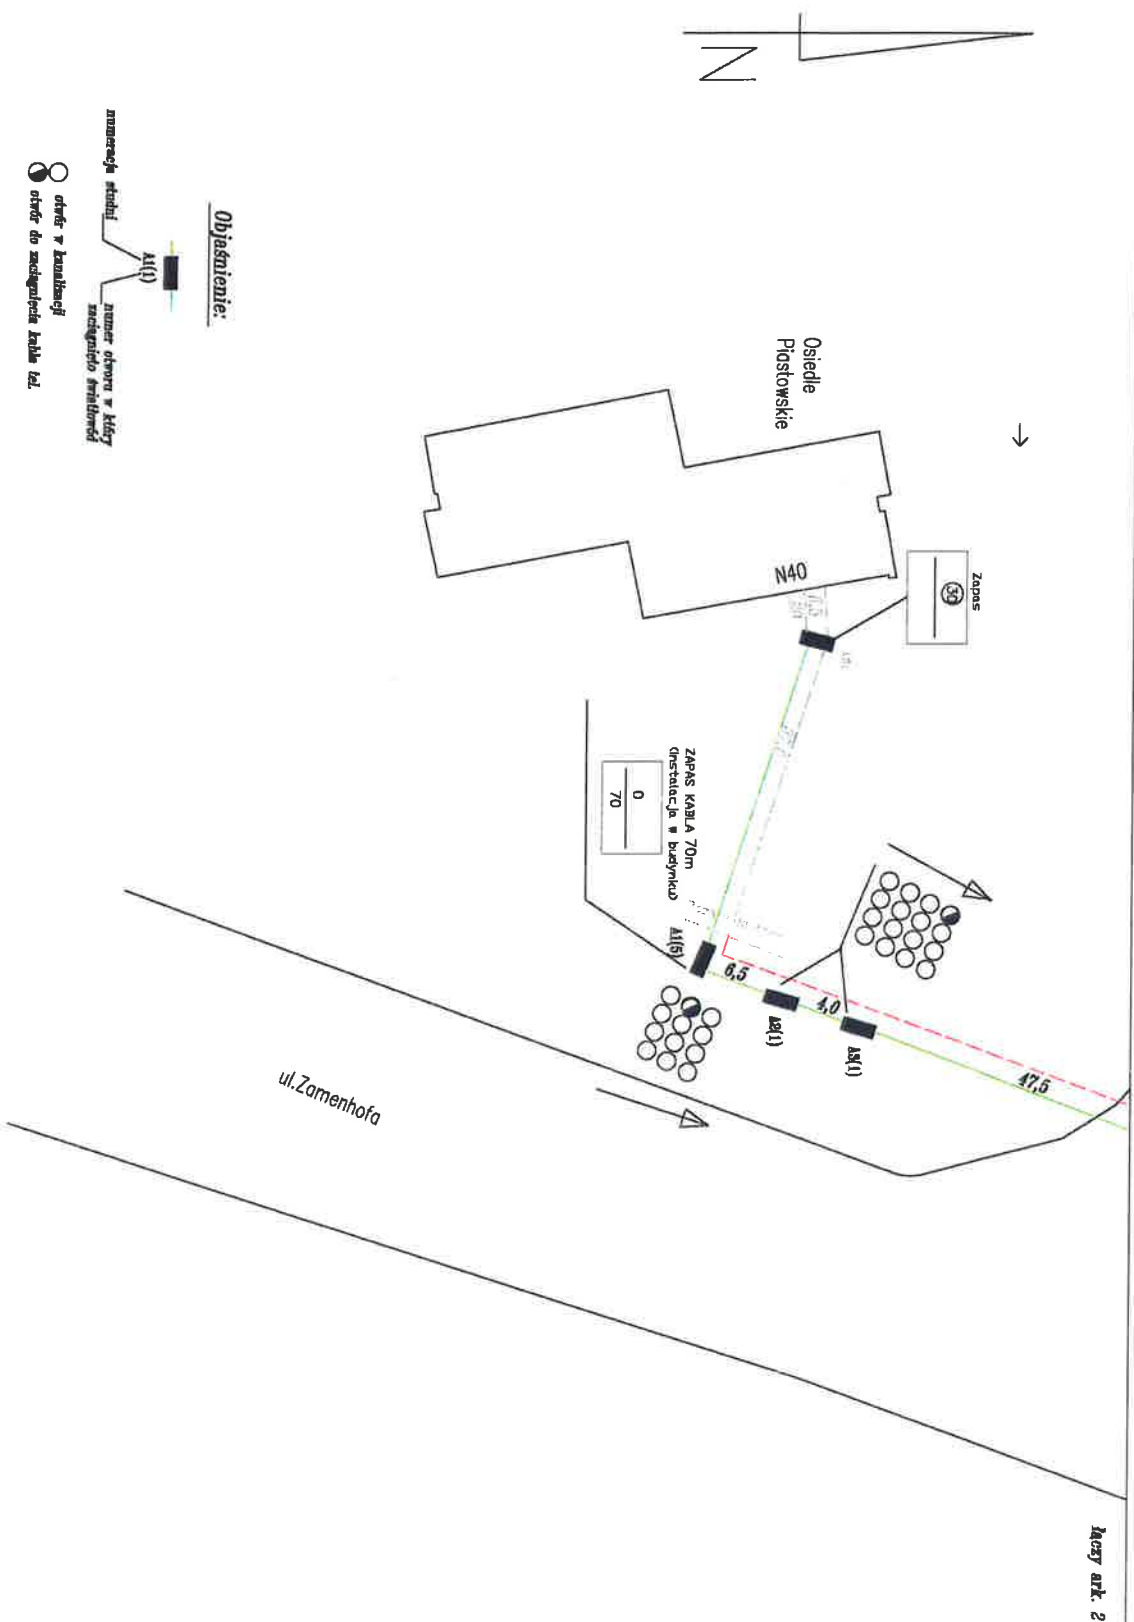 N
Objaśnienie:
A1(1)
numeracja studni
numer otworu w który
zaciągnięto światłowód
otwór w kanalizacji
otwór do zaciągnięcia kabla tel.
Osiedle
Piastowskie
N40
Zapas
30
ZAPAS KABLA 70m
(instalacja w budynku)
0
70
A1(5)
6,5
A2(1)
4,0
A3(1)
47,5
ul.Zamenhofa
łączy ark. 2